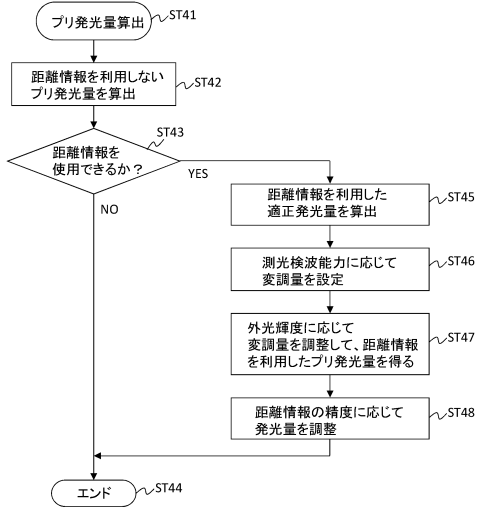 プリ発光量算出
ST41
距離情報を利用しない
プリ発光量を算出
ST42
ST43
距離情報を
使用できるか？
YES
NO
距離情報を利用した
適正発光量を算出
ST45
測光検波能力に応じて
変調量を設定
ST46
外光輝度に応じて
変調量を調整して、距離情報
を利用したプリ発光量を得る
ST47
距離情報の精度に応じて
発光量を調整
ST48
エンド
ST44